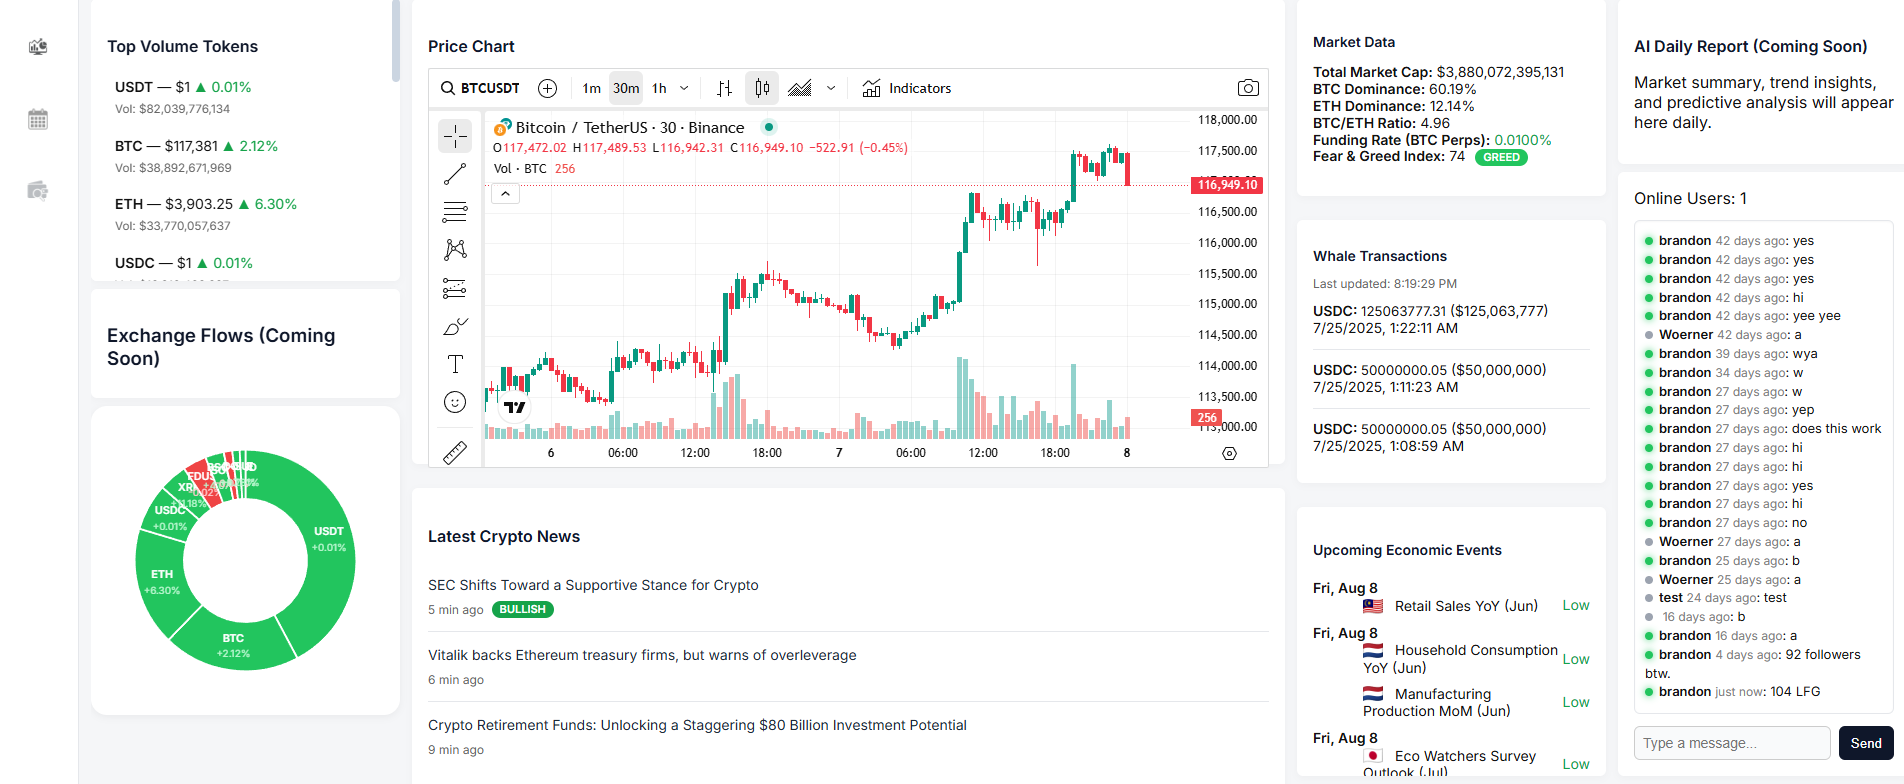 Top Volume Tokens
USDT — $1 ▲ 0.01%
Vol: $82,039,776,134
BTC — $117,381 ▲ 2.12%
Vol: $38,892,671,969
ETH — $3,903.25 ▲ 6.30%
Vol: $33,770,057,637
USDC — $1 ▲ 0.01%
Exchange Flows (Coming
Soon)
USDT
+0.01%
BTC
+2.12%
ETH
+6.30%
USDC
+0.01%
Price Chart
BTCUSDT
1m 30m 1h
Indicators
Bitcoin / TetherUS · 30 · Binance
O117,472.02 H117,489.53 L116,942.31 C116,949.10 −522.91 (−0.45%)
Vol · BTC 256
118,000.00
117,500.00
116,949.10
116,500.00
116,000.00
115,500.00
115,000.00
114,500.00
114,000.00
113,500.00
256
113,000.00
6 06:00 12:00 18:00 7 06:00 12:00 18:00 8
Latest Crypto News
SEC Shifts Toward a Supportive Stance for Crypto
5 min ago BULLISH
Vitalik backs Ethereum treasury firms, but warns of overleverage
6 min ago
Crypto Retirement Funds: Unlocking a Staggering $80 Billion Investment Potential
9 min ago
Market Data
Total Market Cap: $3,880,072,395,131
BTC Dominance: 60.19%
ETH Dominance: 12.14%
BTC/ETH Ratio: 4.96
Funding Rate (BTC Perps): 0.0100%
Fear & Greed Index: 74 GREED
Whale Transactions
Last updated: 8:19:29 PM
USDC: 125063777.31 ($125,063,777)
7/25/2025, 1:22:11 AM
USDC: 50000000.05 ($50,000,000)
7/25/2025, 1:11:23 AM
USDC: 50000000.05 ($50,000,000)
7/25/2025, 1:08:59 AM
Upcoming Economic Events
Fri, Aug 8
Retail Sales YoY (Jun) Low
Fri, Aug 8
Household Consumption
YoY (Jun) Low
Manufacturing
Production MoM (Jun) Low
Fri, Aug 8
Eco Watchers Survey
Outlook (Jul) Low
AI Daily Report (Coming Soon)
Market summary, trend insights,
and predictive analysis will appear
here daily.
Online Users: 1
brandon 42 days ago: yes
brandon 42 days ago: yes
brandon 42 days ago: yes
brandon 42 days ago: hi
brandon 42 days ago: yee yee
Woerner 42 days ago: a
brandon 39 days ago: wya
brandon 34 days ago: w
brandon 27 days ago: w
brandon 27 days ago: yep
brandon 27 days ago: does this work
brandon 27 days ago: hi
brandon 27 days ago: hi
brandon 27 days ago: yes
brandon 27 days ago: hi
brandon 27 days ago: no
Woerner 27 days ago: a
brandon 25 days ago: b
Woerner 25 days ago: a
test 24 days ago: test
16 days ago: b
brandon 16 days ago: a
brandon 4 days ago: 92 followers
btw.
brandon just now: 104 LFG
Type a message...
Send